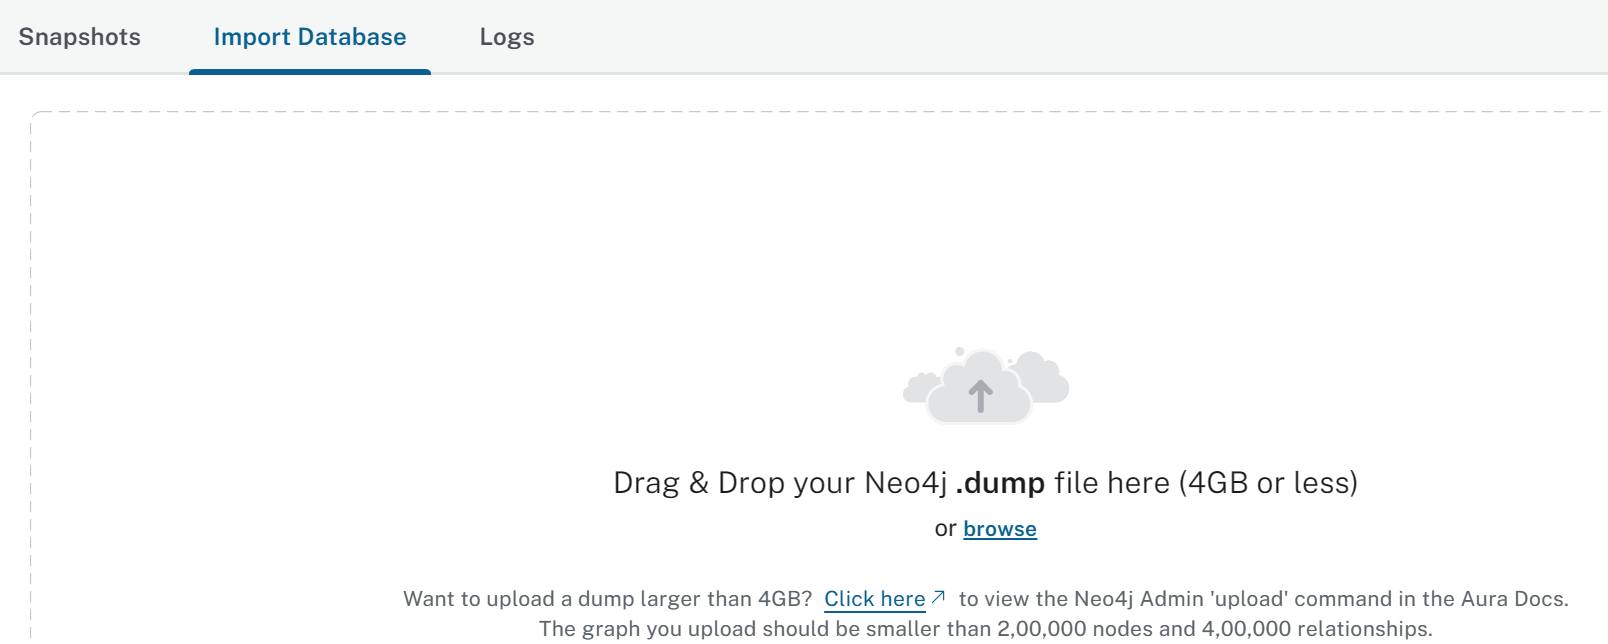 Snapshots Import Database Logs
Drag & Drop your Neo4j .dump file here (4GB or less)
or browse
Want to upload a dump larger than 4GB? Click here to view the Neo4j Admin 'upload' command in the Aura Docs.
The graph you upload should be smaller than 2,00,000 nodes and 4,00,000 relationships.